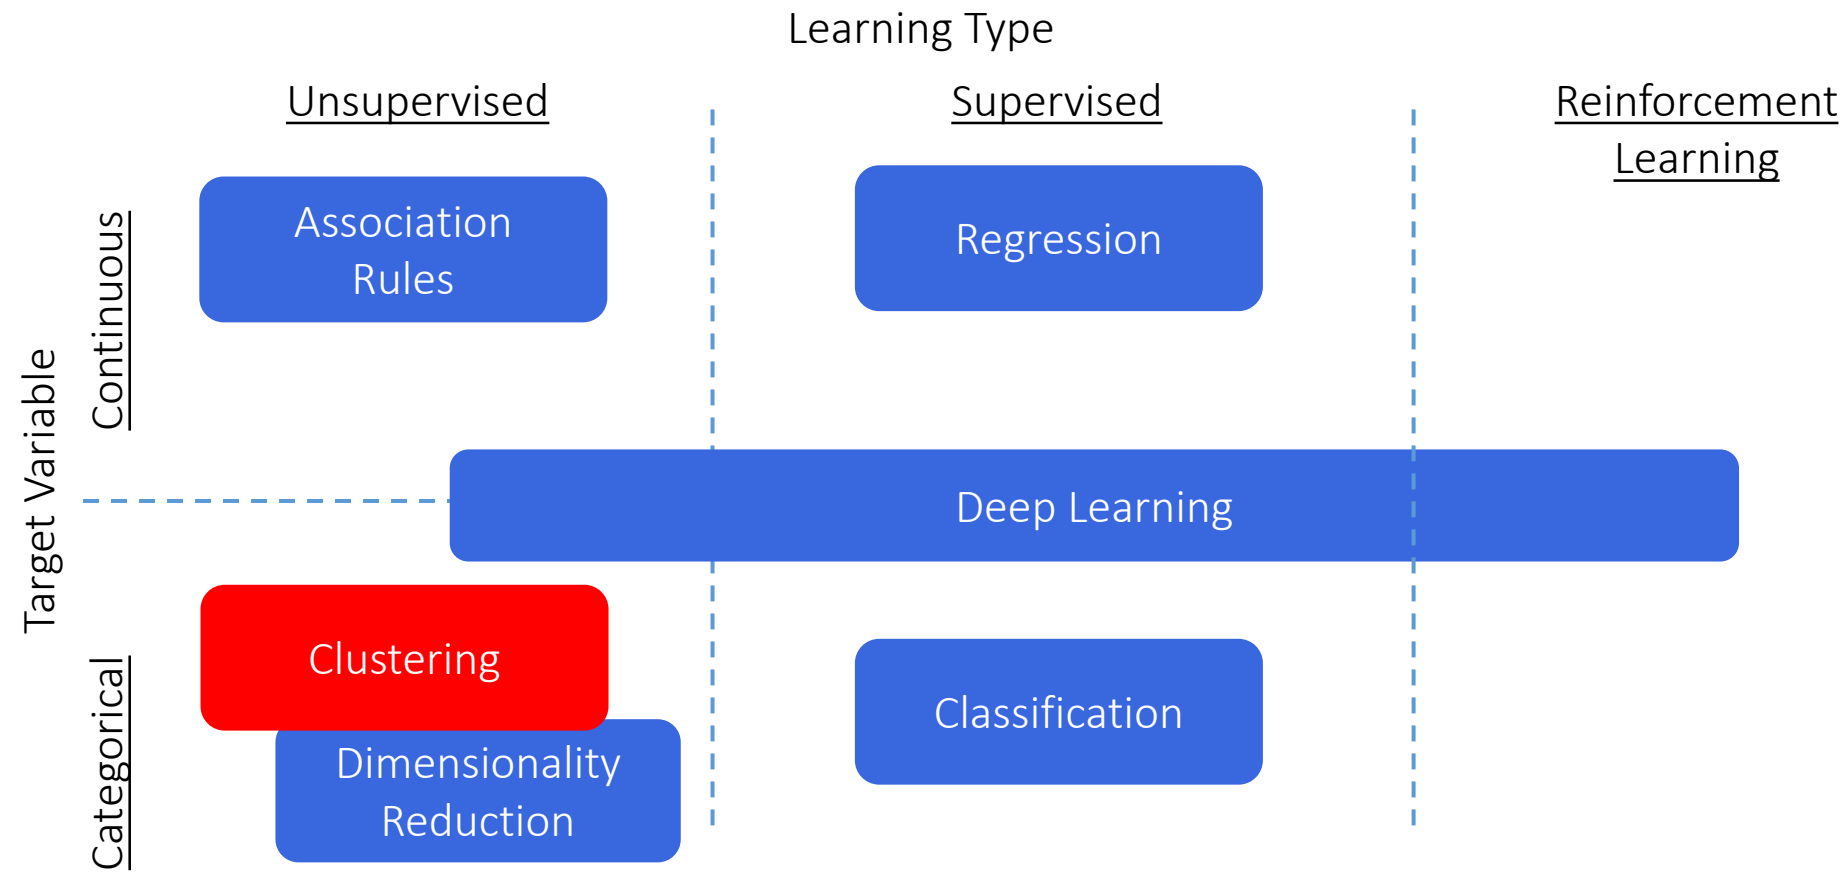 Learning Type
Unsupervised
Supervised
Reinforcement
Learning
Target Variable
Continuous
Association
Rules
Regression
Deep Learning
Categorical
Clustering
Classification
Dimensionality
Reduction